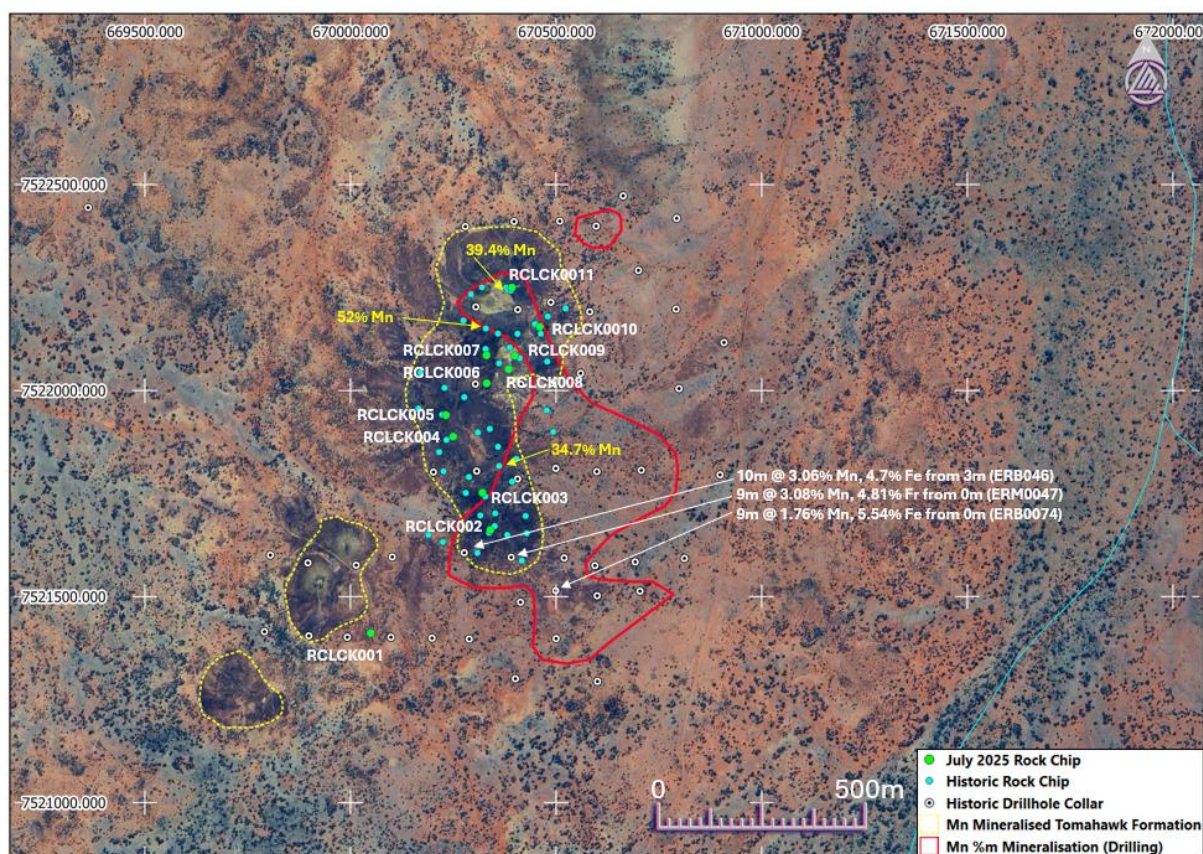 669500.000
670000.000
670500.000
671000.000
671500.000
672000.00
N
7522500.000
39.4% Mn
RCLCK0011
52% Mn
RCLCK0010
RCLCK007
RCLCK009
RCLCK006
RCLCK008
7522000.000
RCLCK005
RCLCK004
34.7% Mn
10m @ 3.06% Mn, 4.7% Fe from 3m (ERB046)
RCLCK003
9m @ 3.08% Mn, 4.81% Fr from 0m (ERM0047)
RCLCK002
9m @ 1.76% Mn, 5.54% Fe from 0m (ERB0074)
7521500.000
RCLCK001
7521000.000
0
500m
July 2025 Rock Chip
Historic Rock Chip
Historic Drillhole Collar
Mn Mineralised Tomahawk Formation
Mn %m Mineralisation (Drilling)